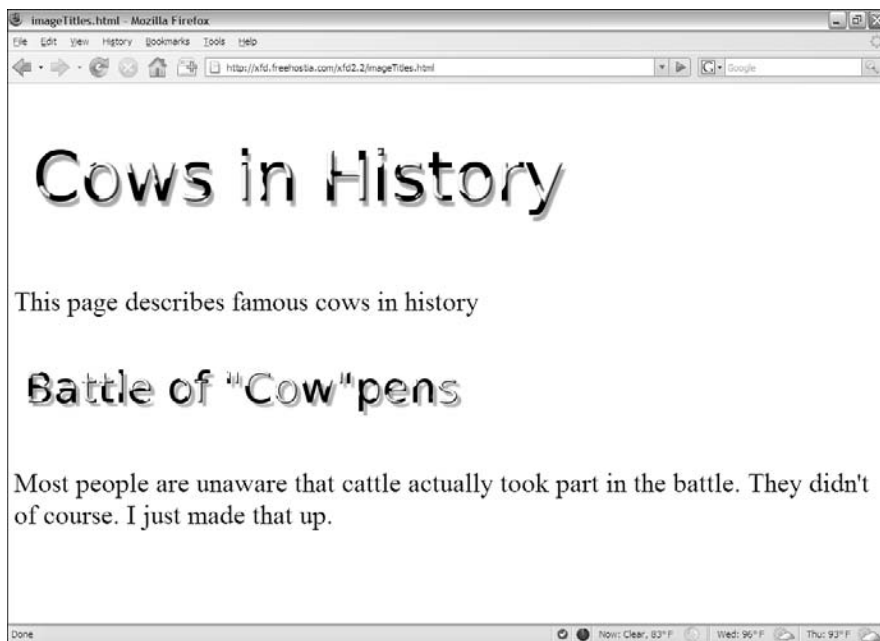 imageTitles.html - Mozilla Firefox
File Edit View History Bookmarks Tools Help
http://xfd.freehostia.com/xfd2.2/imageTitles.html
Google
Cows in History
This page describes famous cows in history
Battle of "Cow"pens
Most people are unaware that cattle actually took part in the battle. They didn't
of course. I just made that up.
Done
Now: Clear, 83° F
Wed: 96° F
Thu: 93° F